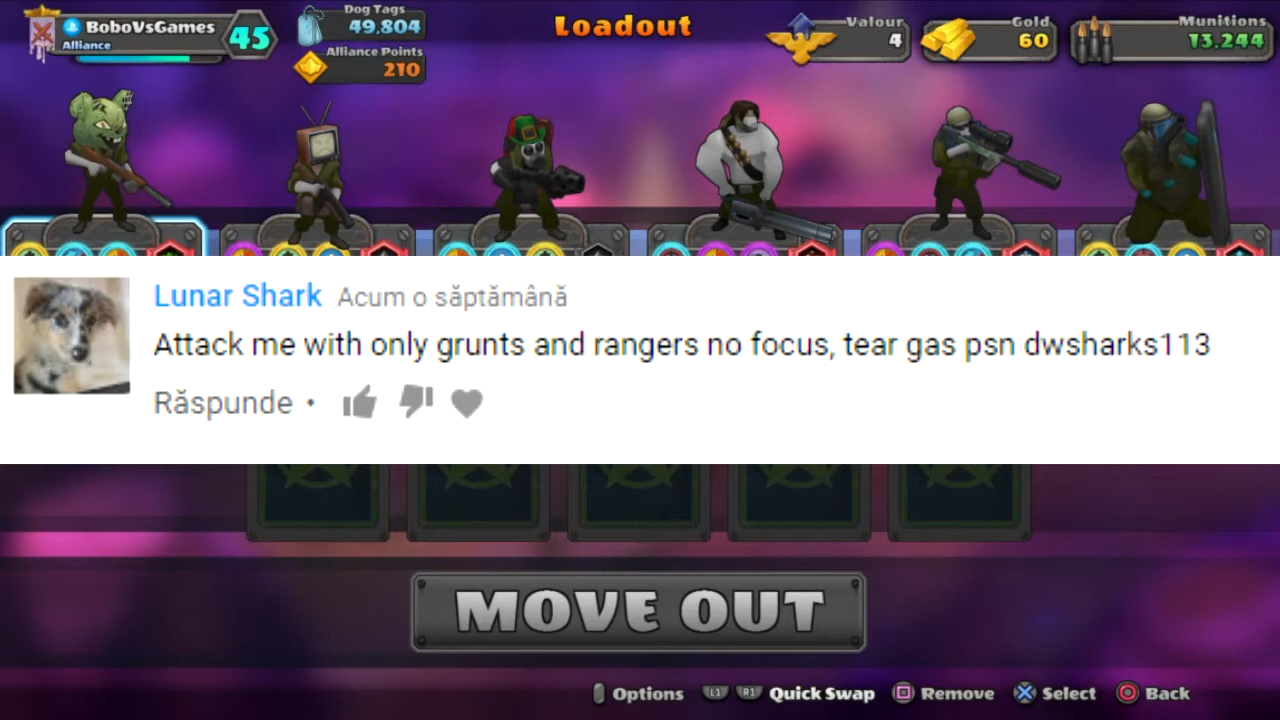 BoboVsGames
Alliance
45
Dog Tags
49,804
Alliance Points
210
Loadout
Valour
4
Gold
60
Munitions
13,244
Lunar Shark Acum o săptămână
Attack me with only grunts and rangers no focus, tear gas psn dwsharks113
Răspunde •
MOVE OUT
Options L1 R1 Quick Swap Remove Select Back